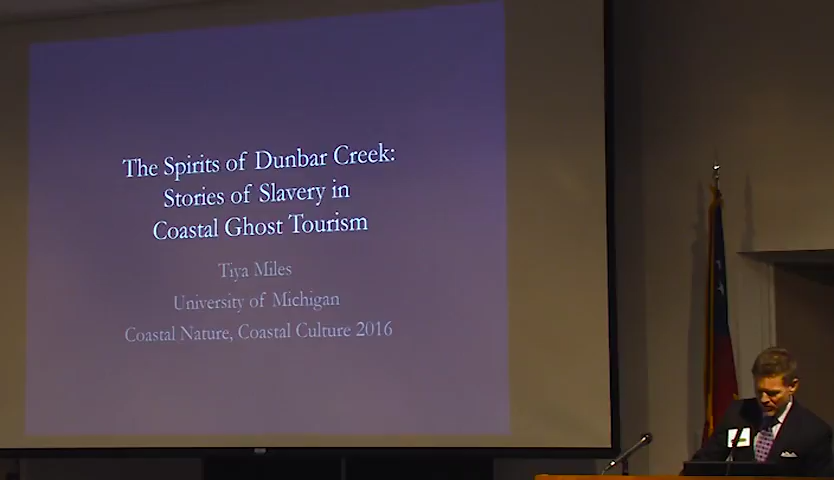 The Spirits of Dunbar Creek:
Stories of Slavery in
Coastal Ghost Tourism
Tiya Miles
University of Michigan
Coastal Nature, Coastal Culture 2016